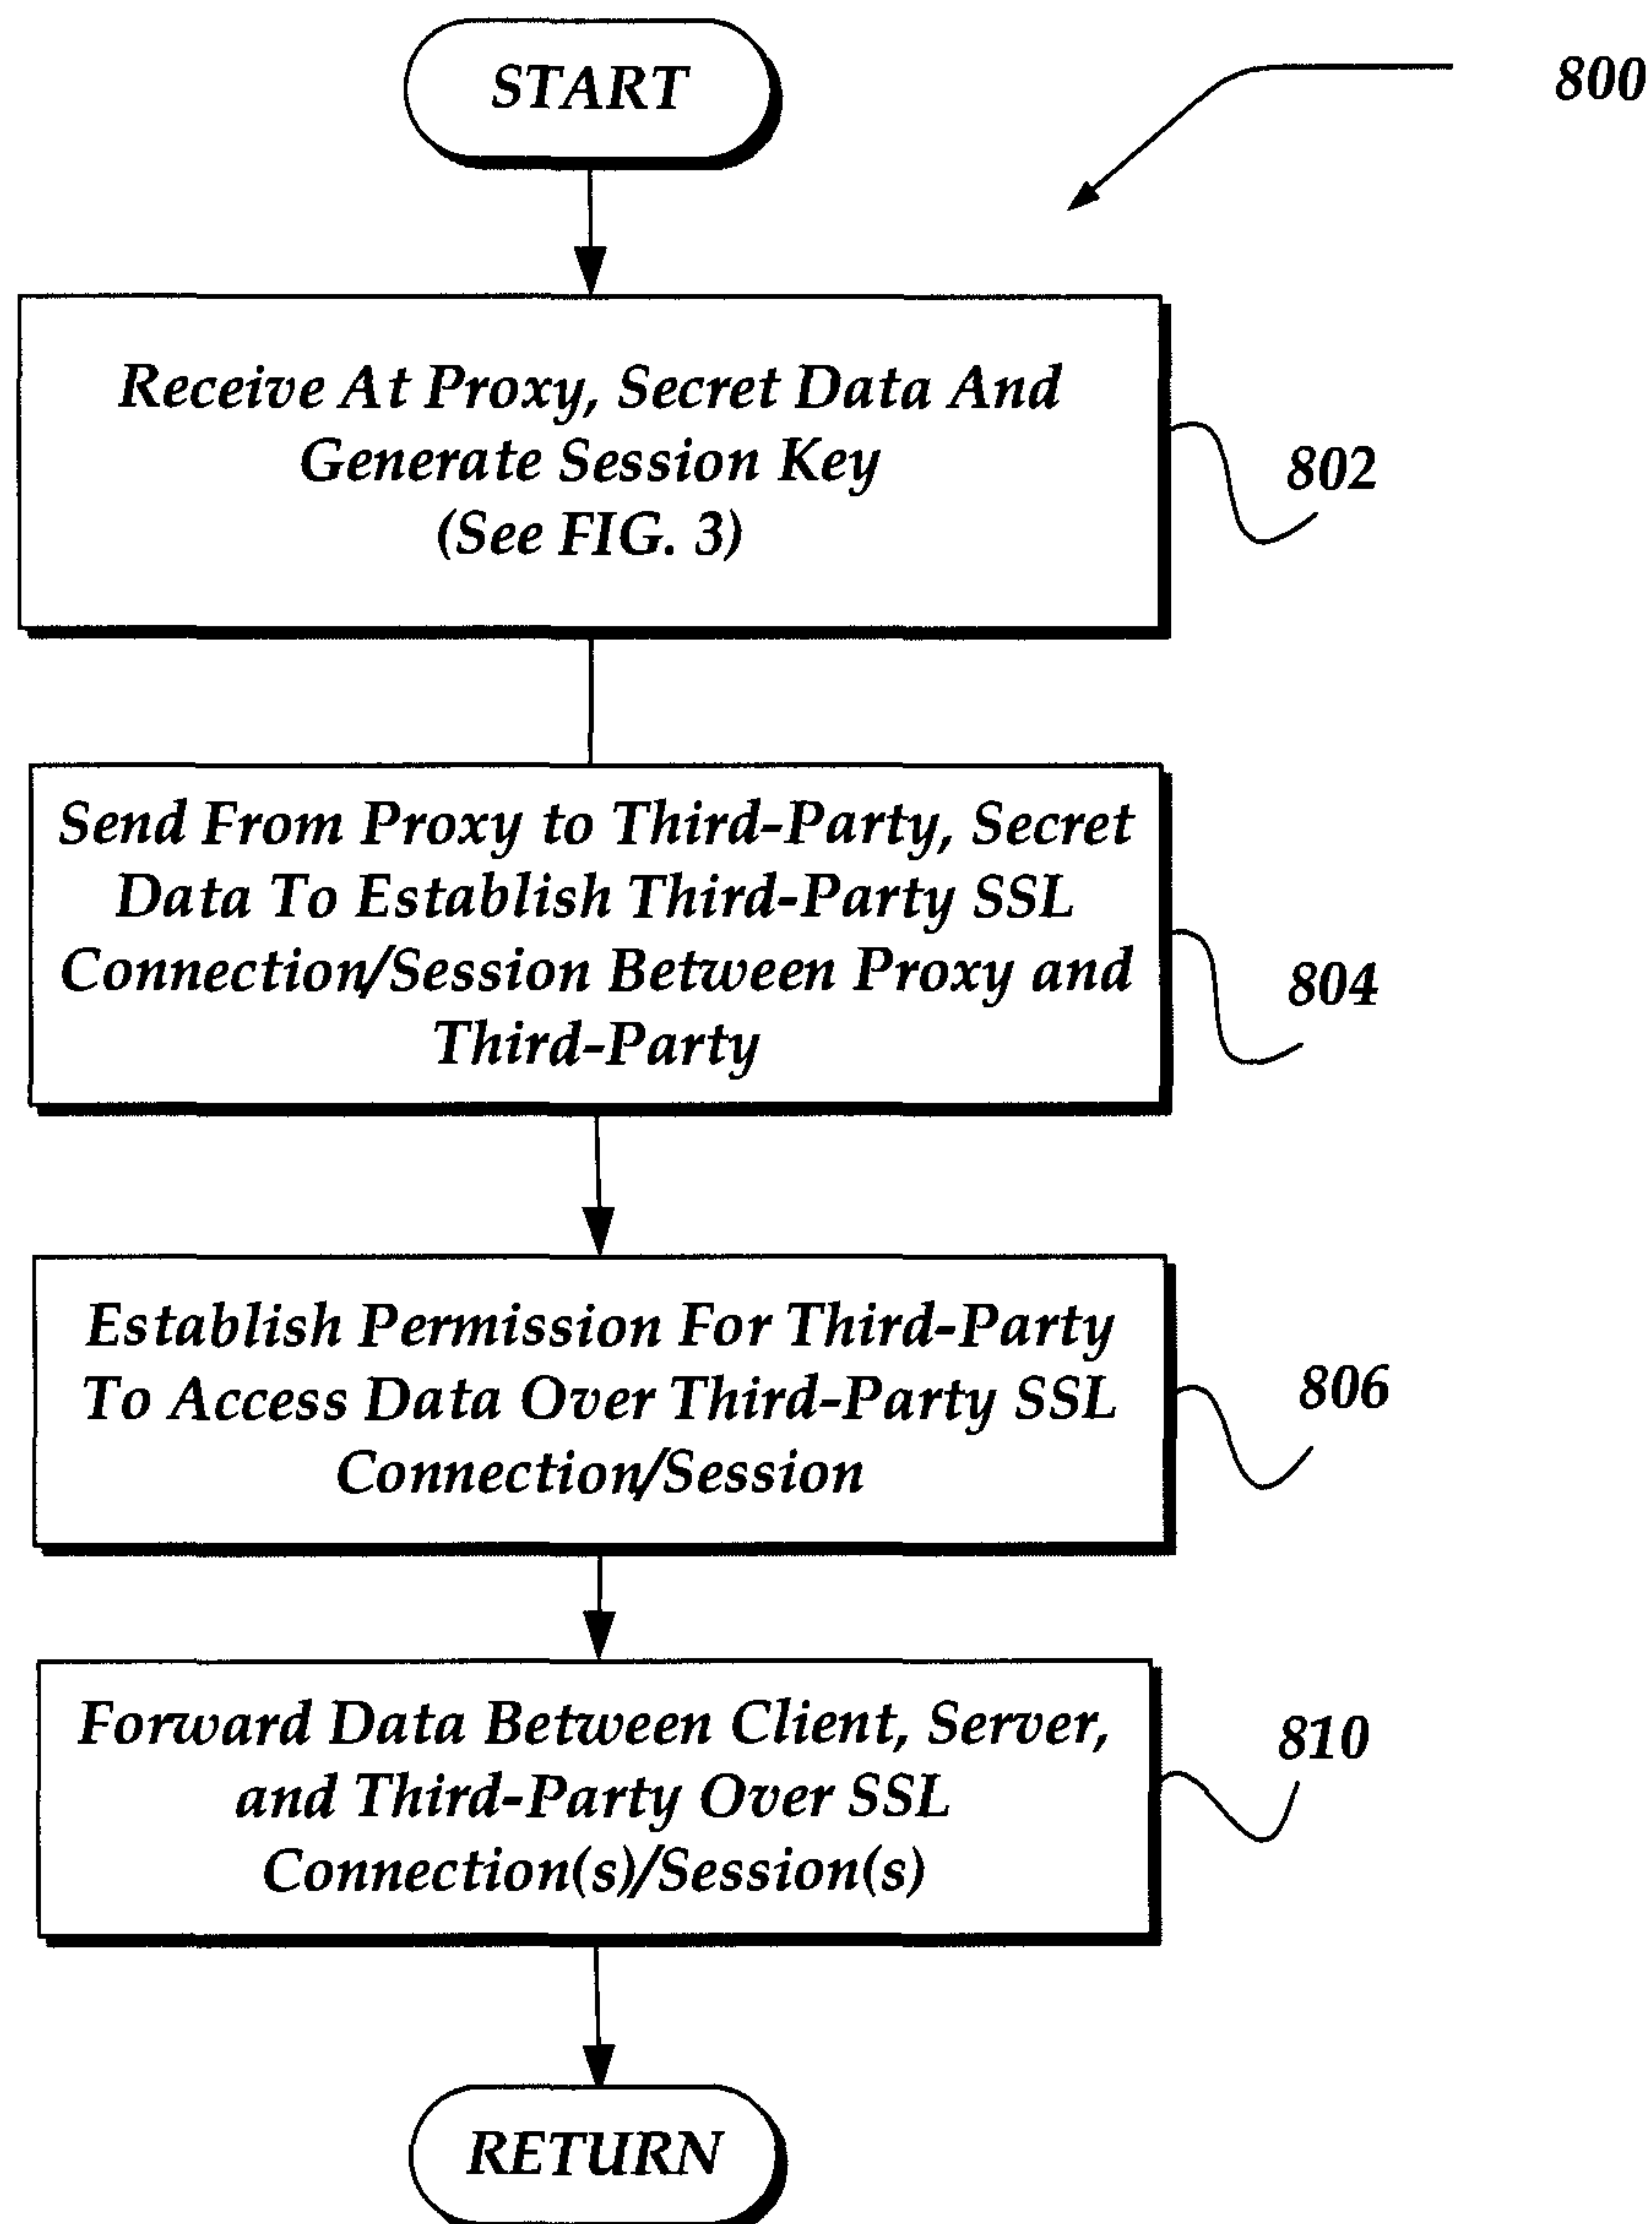 START
800
Receive At Proxy, Secret Data And
Generate Session Key
(See FIG. 3)
802
Send From Proxy to Third-Party, Secret
Data To Establish Third-Party SSL
Connection/Session Between Proxy and
Third-Party
804
Establish Permission For Third-Party
To Access Data Over Third-Party SSL
Connection/Session
806
Forward Data Between Client, Server,
and Third-Party Over SSL
Connection(s)/Session(s)
810
RETURN